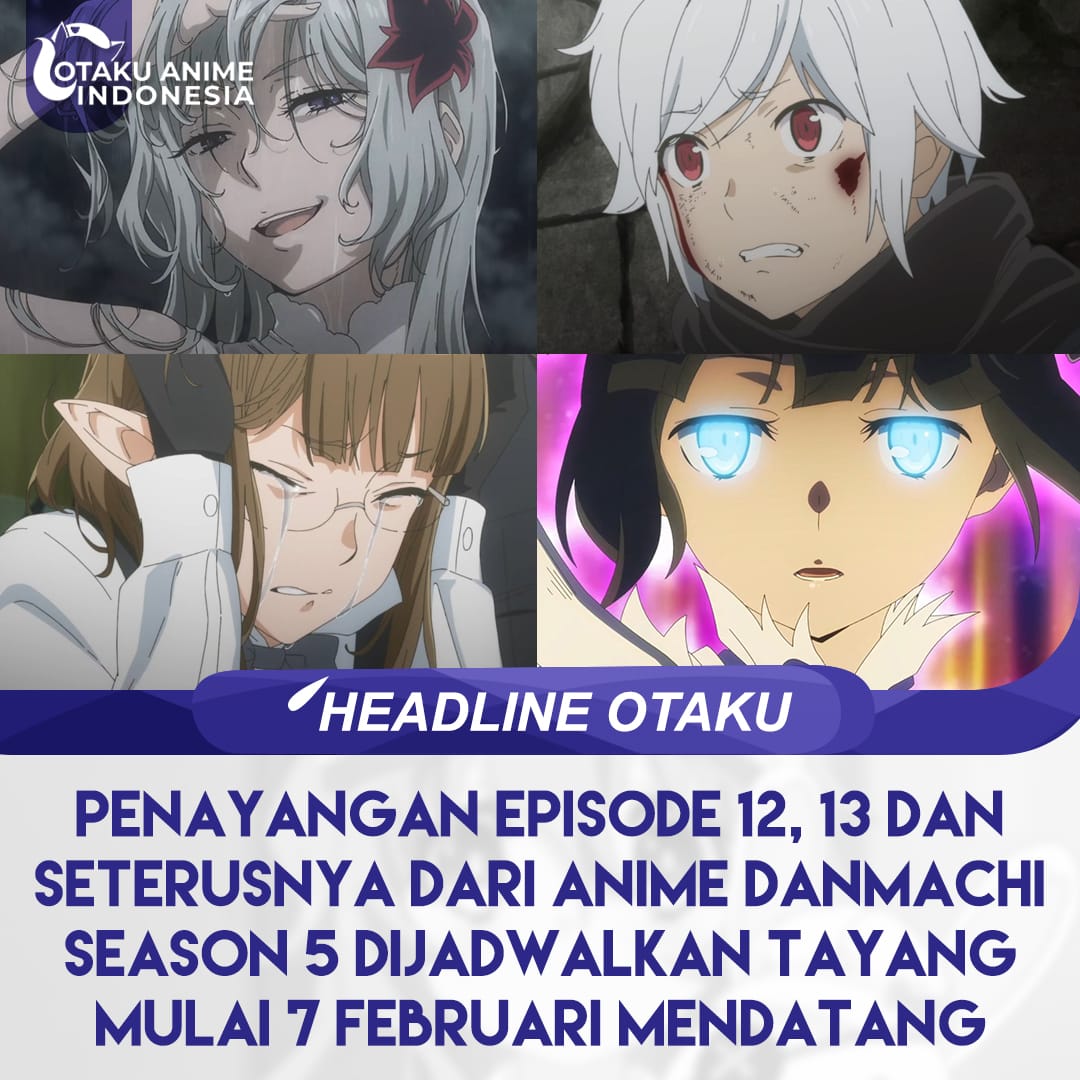 OTAKU ANIME
INDONESIA
HEADLINE OTAKU
PENAYANGAN EPISODE 12, 13 DAN
SETERUSNYA DARI ANIME DANMACHI
SEASON 5 DIJADWALKAN TAYANG
MULAI 7 FEBRUARI MENDATANG